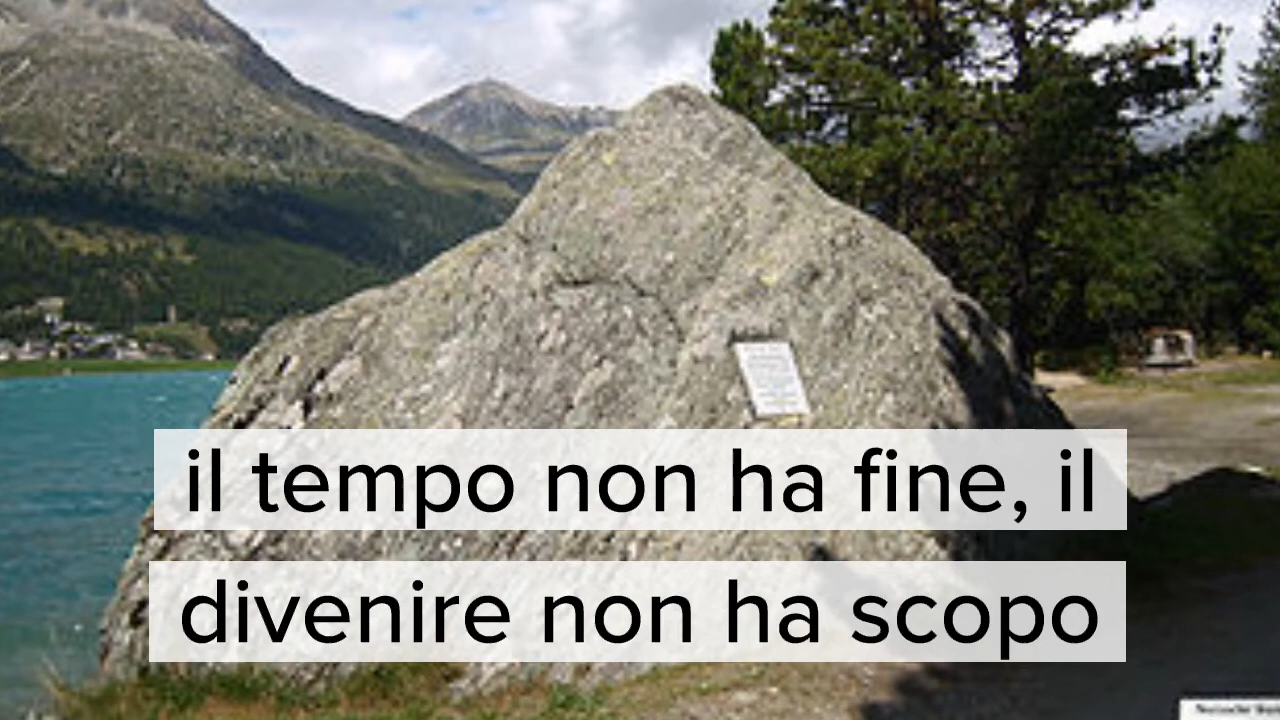 il tempo non ha fine, il
divenire non ha scopo